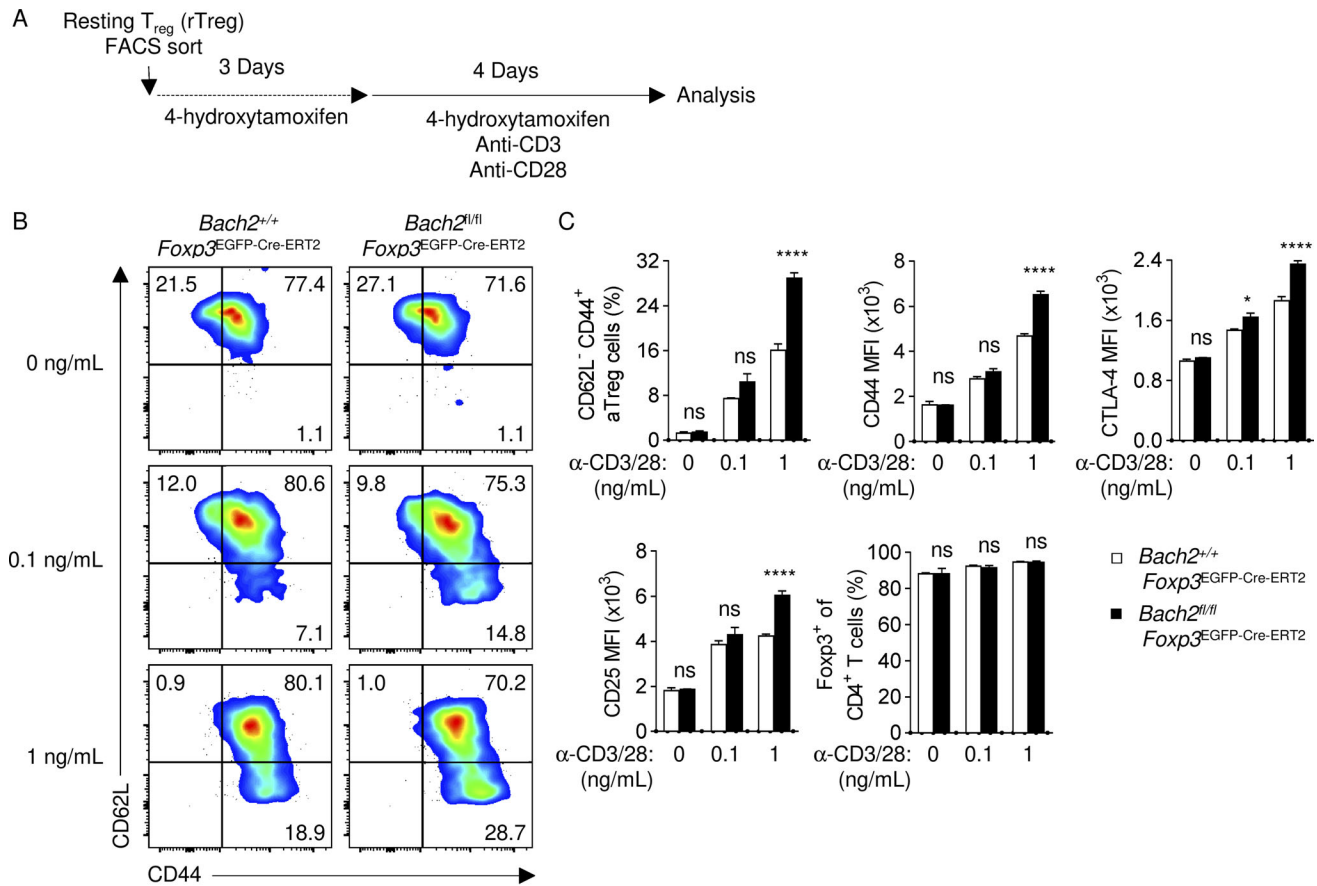 A
Resting Treg (rTreg)
FACS sort
3 Days
4 Days
Analysis
4-hydroxytamoxifen
4-hydroxytamoxifen
Anti-CD3
Anti-CD28
B
Bach2+/+
Foxp3EGFP-Cre-ERT2
Bach2fl/fl
Foxp3EGFP-Cre-ERT2
21.5 77.4
27.1 71.6
0 ng/mL
1.1
1.1
12.0 80.6
9.8 75.3
0.1 ng/mL
7.1
14.8
0.9 80.1
1.0 70.2
1 ng/mL
18.9
28.7
CD62L
CD44
C
CD62L- CD44+
aTreg cells (%)
32
24
16
8
0
ns
ns
****
α-CD3/28: 0 0.1 1
(ng/mL)
CD44 MFI (x10³)
8
6
4
2
0
ns
ns
****
α-CD3/28: 0 0.1 1
(ng/mL)
CTLA-4 MFI (x10³)
2.4
1.6
0.8
0.0
ns
*
****
α-CD3/28: 0 0.1 1
(ng/mL)
CD25 MFI (x10³)
8
6
4
2
0
ns
ns
****
α-CD3/28: 0 0.1 1
(ng/mL)
Foxp3+ of
CD4+ T cells (%)
100
80
60
40
20
0
ns
ns
ns
α-CD3/28: 0 0.1 1
(ng/mL)
Bach2+/+
Foxp3EGFP-Cre-ERT2
Bach2fl/fl
Foxp3EGFP-Cre-ERT2